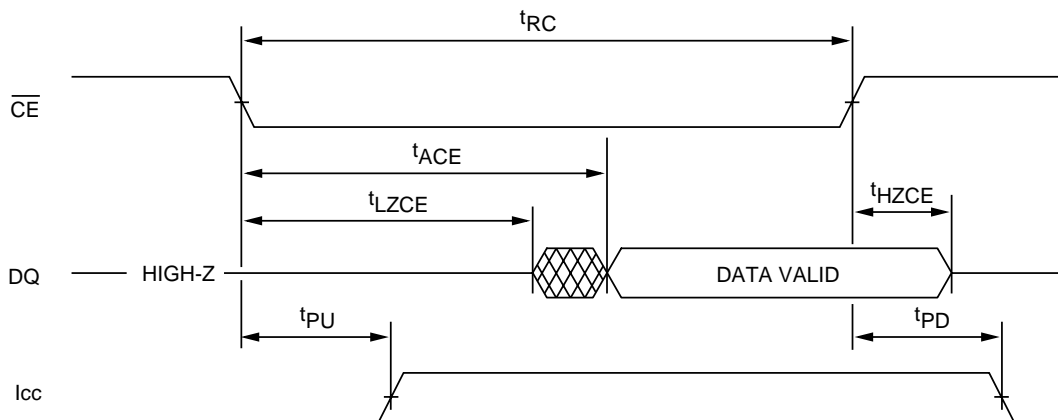 tRC
CE
tACE
tHZCE
tLZCE
DQ HIGH-Z DATA VALID
tPU tPD
Icc